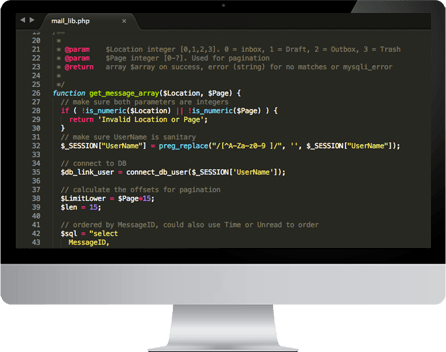 mail_lib.php ×
19 /**
20 *
21 * @param $Location integer [0,1,2,3]. 0 = inbox, 1 = Draft, 2 = Outbox, 3 = Trash
22 * @param $Page integer [0-?]. Used for pagination
23 * @return array $array on success, error (string) for no matches or mysqli_error
24 *
25 */
26 function get_message_array($Location, $Page) {
27 // make sure both parameters are integers
28 if ( !is_numeric($Location) || !is_numeric($Page) ) {
29 return 'Invalid Location or Page';
30 }
31 // make sure UserName is sanitary
32 $_SESSION["UserName"] = preg_replace("/[^A-Za-z0-9 ]/", '', $_SESSION["UserName"]);
33
34 // connect to DB
35 $db_link_user = connect_db_user($_SESSION['UserName']);
36
37 // calculate the offsets for pagination
38 $LimitLower = $Page*15;
39 $len = 15;
40
41 // ordered by MessageID, could also use Time or Unread to order
42 $sql = "select
43 MessageID,